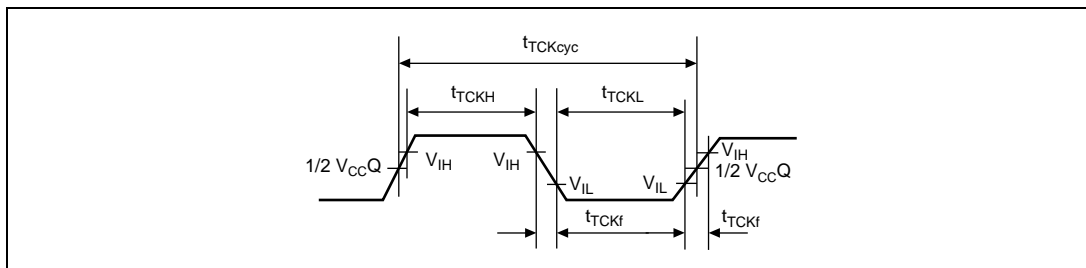 tTCKcyc
tTCKH tTCKL
1/2 VCCQ VIH VIH VIL VIL VIH
1/2 VCCQ
tTCKf tTCKf